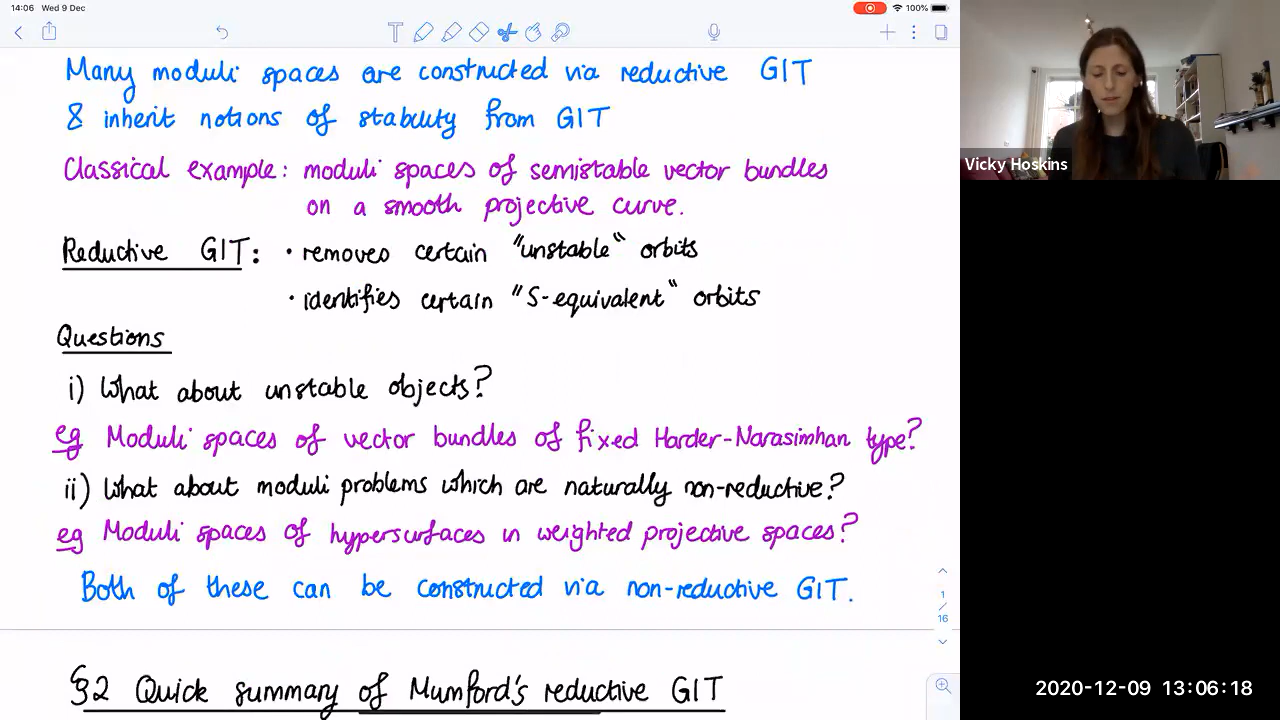 14:06 Wed 9 Dec
100%
Many moduli spaces are constructed via reductive GIT
& inherit notions of stability from GIT
Classical example: moduli spaces of semistable vector bundles
on a smooth projective curve.
Reductive GIT: • removes certain "unstable" orbits
• identifies certain "S-equivalent" orbits
Questions
i) What about unstable objects?
eg Moduli spaces of vector bundles of fixed Harder-Narasimhan type?
ii) What about moduli problems which are naturally non-reductive?
eg Moduli spaces of hypersurfaces in weighted projective spaces?
Both of these can be constructed via non-reductive GIT.
1
/
16
§2 Quick summary of Mumford's reductive GIT
Vicky Hoskins
2020-12-09 13:06:18